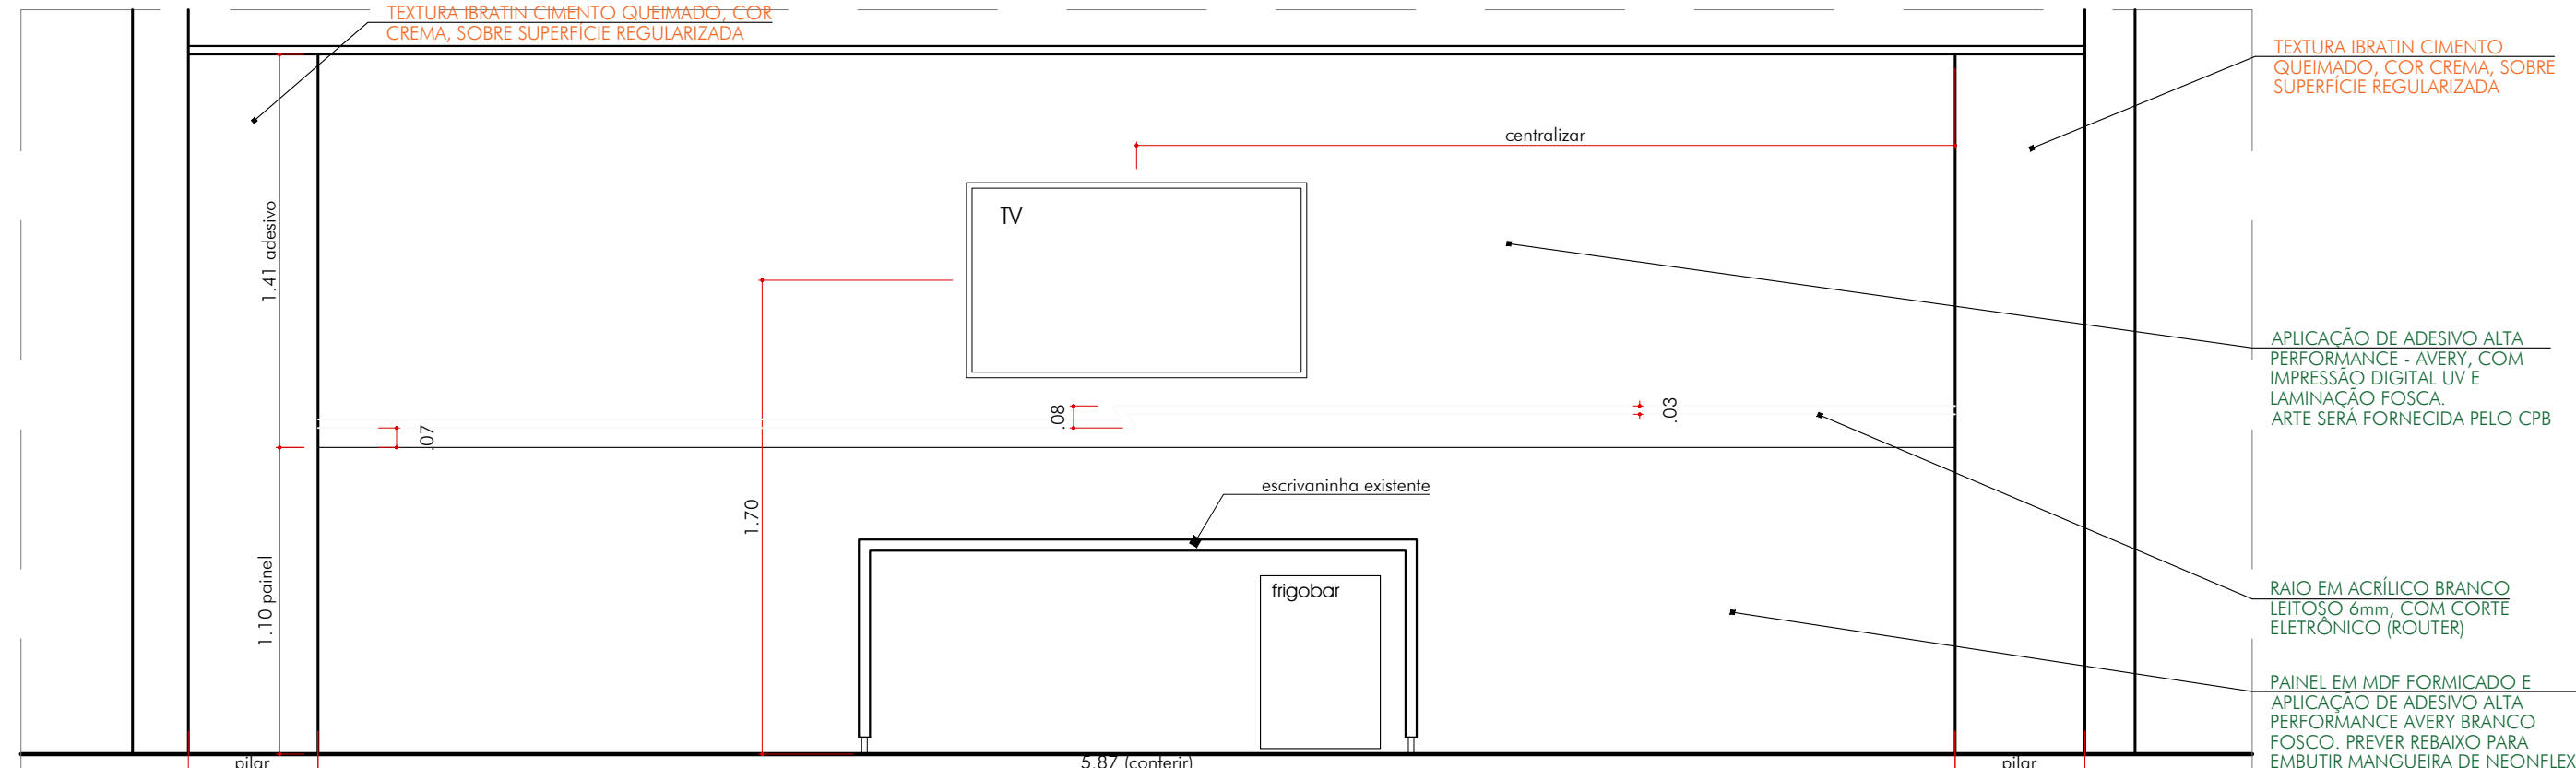 TEXTURA IBRATIN CIMENTO QUEIMADO, COR
CREMA, SOBRE SUPERFÍCIE REGULARIZADA
TEXTURA IBRATIN CIMENTO
QUEIMADO, COR CREMA, SOBRE
SUPERFÍCIE REGULARIZADA
centralizar
TV
1.41 adesivo
APLICAÇÃO DE ADESIVO ALTA
PERFORMANCE - AVERY, COM
IMPRESSÃO DIGITAL UV E
LAMINAÇÃO FOSCA.
ARTE SERÁ FORNECIDA PELO CPB
.08
.03
.07
escrivaninha existente
1.70
1.10 painel
frigobar
RAIO EM ACRÍLICO BRANCO
LEITOSO 6mm, COM CORTE
ELETRÔNICO (ROUTER)
PAINEL EM MDF FORMICADO E
APLICAÇÃO DE ADESIVO ALTA
PERFORMANCE AVERY BRANCO
FOSCO. PREVER REBAIXO PARA
EMBUTIR MANGUEIRA DE NEONFLEX
pilar
5.87 (conferir)
pilar